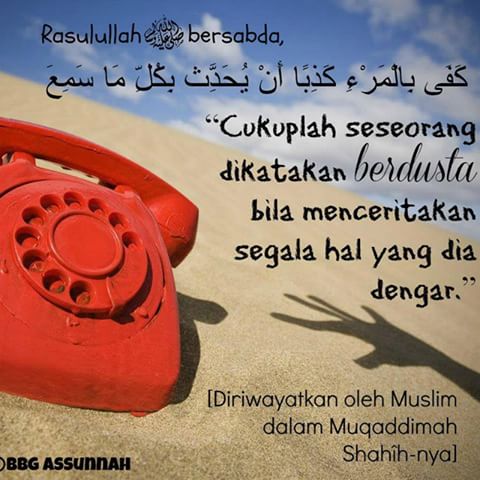 Rasulullah ﷺ bersabda,
كَفَى بِالْمَرْءِ كَذِبًا أَنْ يُحَدِّثَ بِكُلِّ مَا سَمِعَ
“Cukuplah seseorang
dikatakan berdusta
bila menceritakan
segala hal yang dia
dengar.”
[Diriwayatkan oleh Muslim
dalam Muqaddimah
Shahîh-nya]
BBG ASSUNNAH